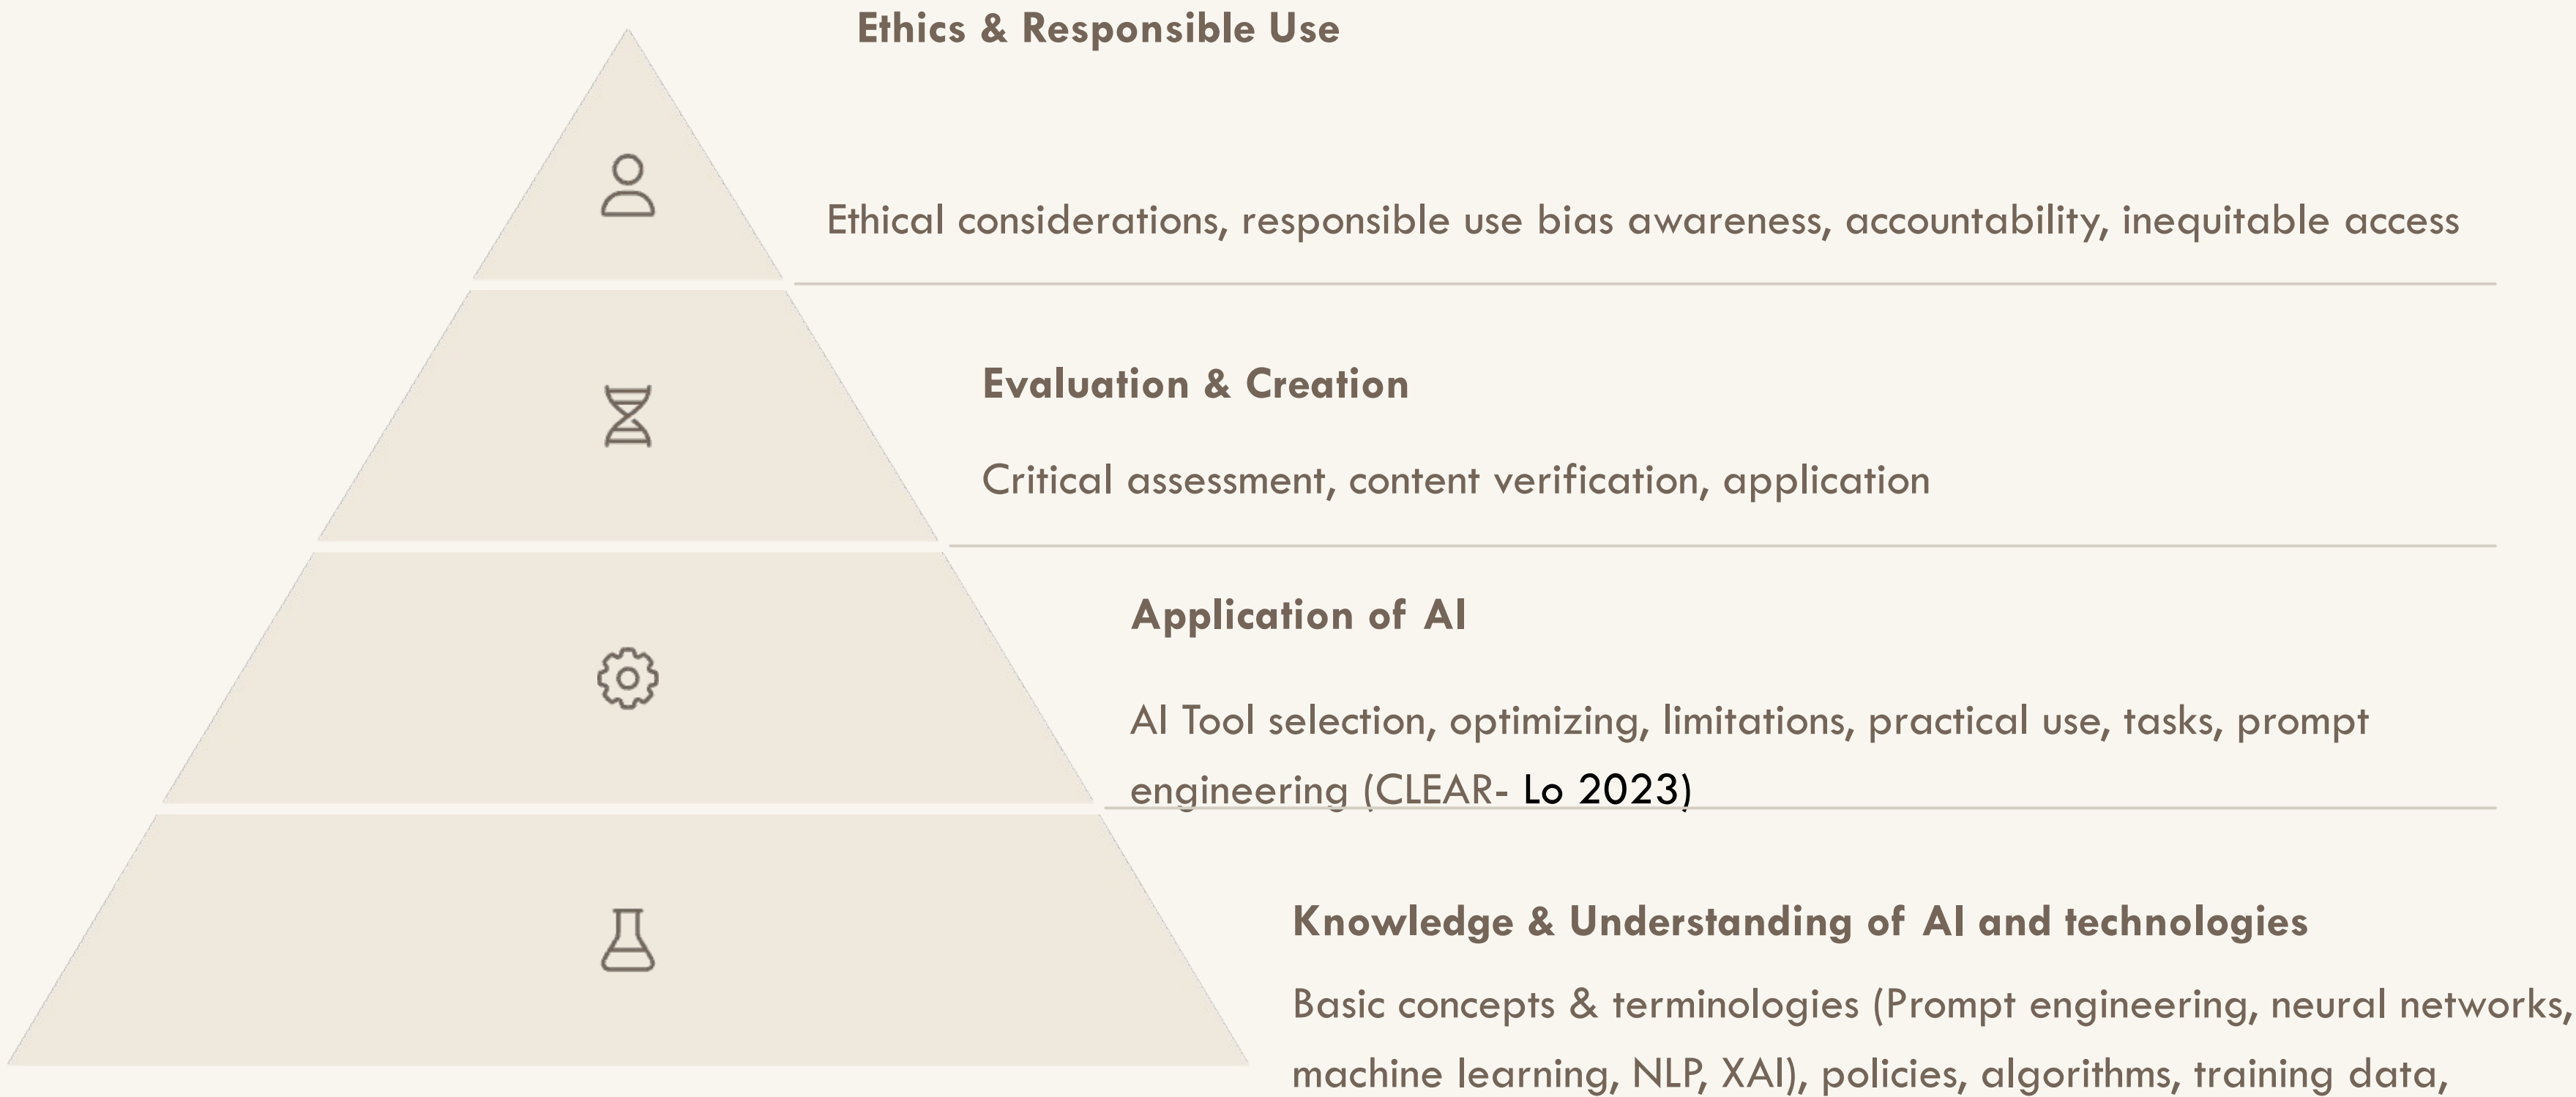 Ethics & Responsible Use
Ethical considerations, responsible use bias awareness, accountability, inequitable access
Evaluation & Creation
Critical assessment, content verification, application
Application of AI
AI Tool selection, optimizing, limitations, practical use, tasks, prompt
engineering (CLEAR- Lo 2023)
Knowledge & Understanding of AI and technologies
Basic concepts & terminologies (Prompt engineering, neural networks,
machine learning, NLP, XAI), policies, algorithms, training data,